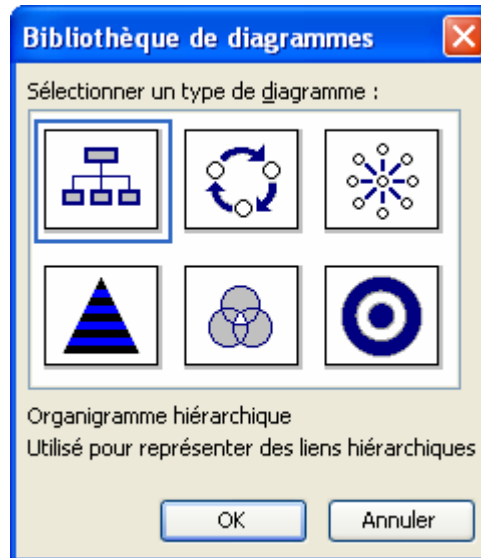 Bibliothèque de diagrammes
Sélectionner un type de diagramme :
Organigramme hiérarchique
Utilisé pour représenter des liens hiérarchiques
OK
Annuler